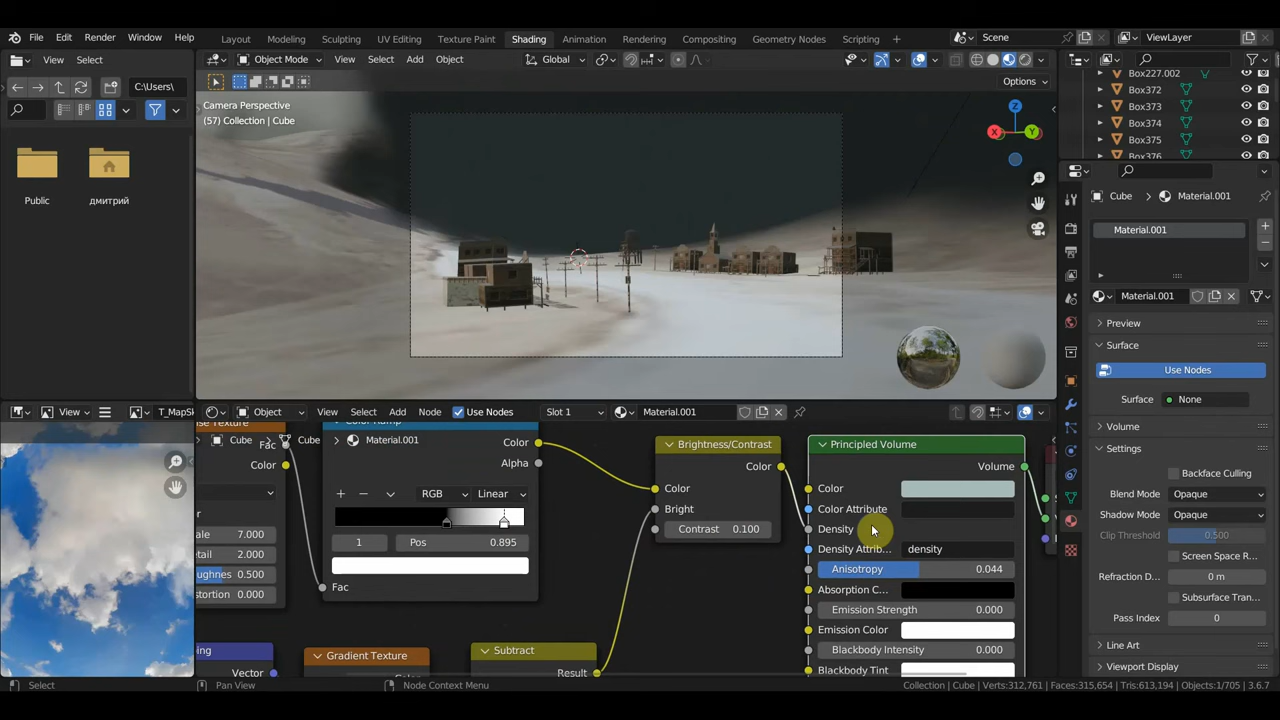 File Edit Render Window Help
Layout Modeling Sculpting UV Editing Texture Paint Shading Animation Rendering Compositing Geometry Nodes Scripting
Scene
ViewLayer
View Select
C:\Users\
Public
дмитрий
Object Mode View Select Add Object Global
Options
Camera Perspective
(57) Collection | Cube
X Y Z
Box227.002
Box372
Box373
Box374
Box375
Box376
Cube Material.001
Material.001
Material.001
Preview
Surface
Use Nodes
Surface None
Volume
Settings
Backface Culling
Blend Mode Opaque
Shadow Mode Opaque
Clip Threshold 0.500
Screen Space R...
Refraction D... 0 m
Subsurface Tran...
Pass Index 0
Line Art
Viewport Display
View T_MapSk
Object View Select Add Node Use Nodes Slot 1 Material.001
Cube Cube Material.001
Fac
Color
7.000
2.000
0.500
0.000
Color
Alpha
RGB Linear
1 Pos 0.895
Fac
Brightness/Contrast
Color
Color
Bright
Contrast 0.100
Principled Volume
Volume
Color
Color Attribute
Density
Density Attrib... density
Anisotropy 0.044
Absorption C...
Emission Strength 0.000
Emission Color
Blackbody Intensity 0.000
Blackbody Tint
Vector
Gradient Texture
Subtract
Result
Select Pan View Node Context Menu
Collection | Cube | Verts:312,761 | Faces:315,654 | Tris:613,194 | Objects:1/705 | 3.6.7